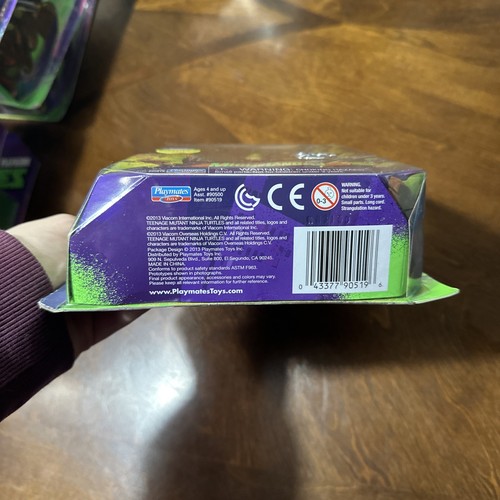 WARNING:
Playmates
TOYS
Ages 4 and up
Asst. #90500
Item #90519
CE
0-3
WARNING:
Not suitable for
children under 3 years.
Small parts. Long cord.
Strangulation hazard.
©2013 Viacom International Inc. All Rights Reserved.
TEENAGE MUTANT NINJA TURTLES and all related titles, logos and
characters are trademarks of Viacom International Inc.
©2013 Viacom Overseas Holdings C.V. All Rights Reserved.
TEENAGE MUTANT NINJA TURTLES and all related titles, logos and
characters are trademarks of Viacom Overseas Holdings C.V.
Package Design © 2013 Playmates Toys Inc.
Distributed by Playmates Toys Inc.
909 N. Sepulveda Blvd., Suite 800, El Segundo, CA 90245.
MADE IN CHINA.
Conforms to product safety standards ASTM F963.
Prototypes shown in package.
Final product appearance, accessories and colors may vary.
Please keep all relevant information for further reference.
www.PlaymatesToys.com
0 43377 90519 6